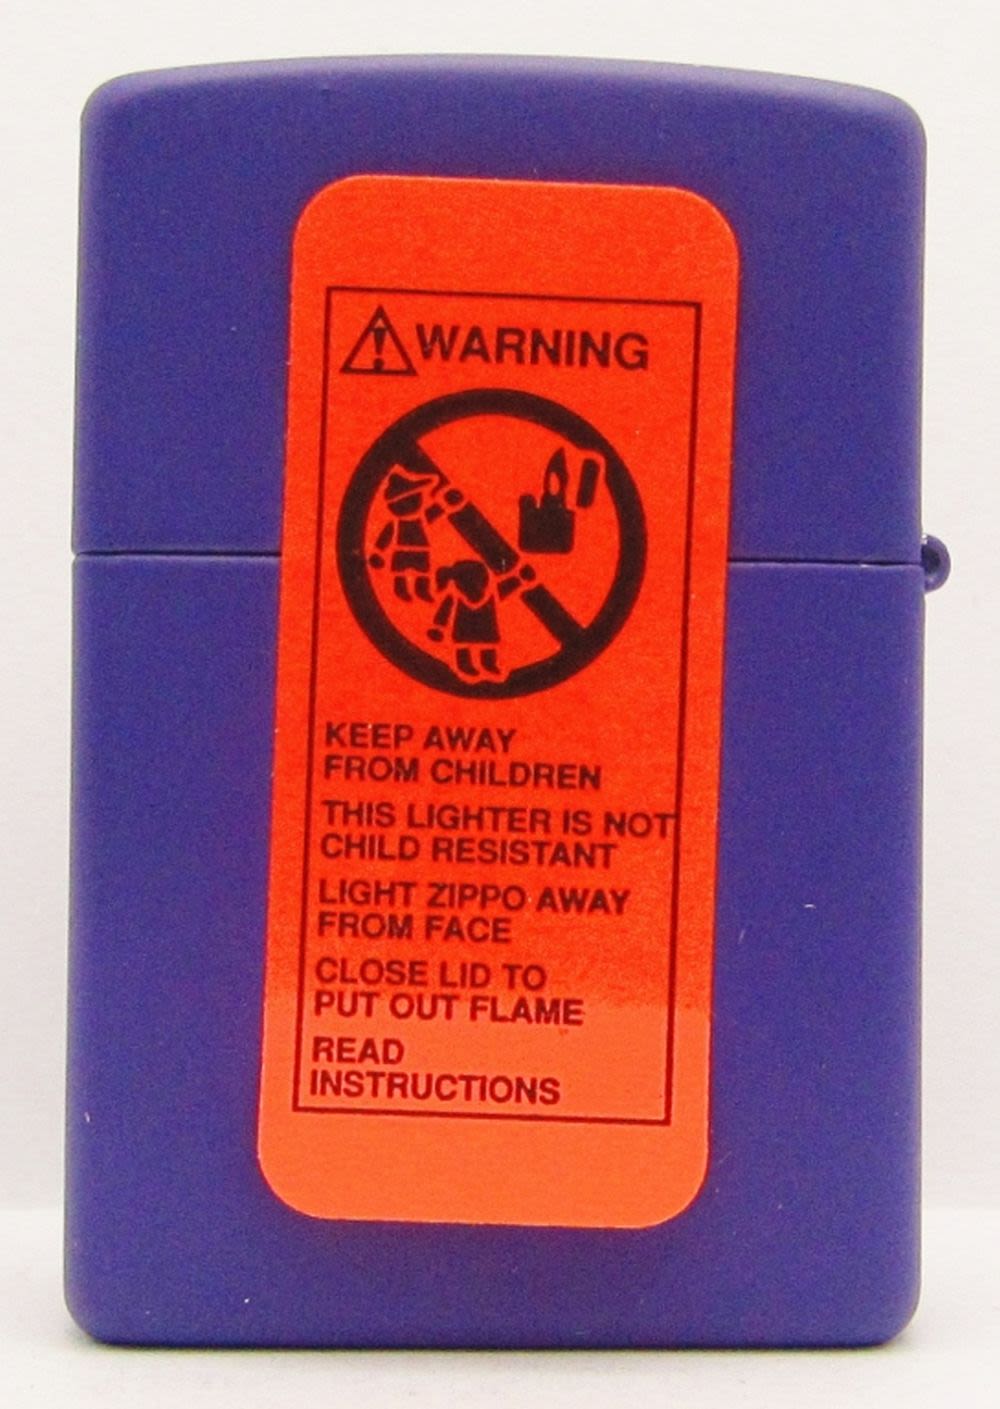 WARNING
KEEP AWAY
FROM CHILDREN
THIS LIGHTER IS NOT
CHILD RESISTANT
LIGHT ZIPPO AWAY
FROM FACE
CLOSE LID TO
PUT OUT FLAME
READ
INSTRUCTIONS